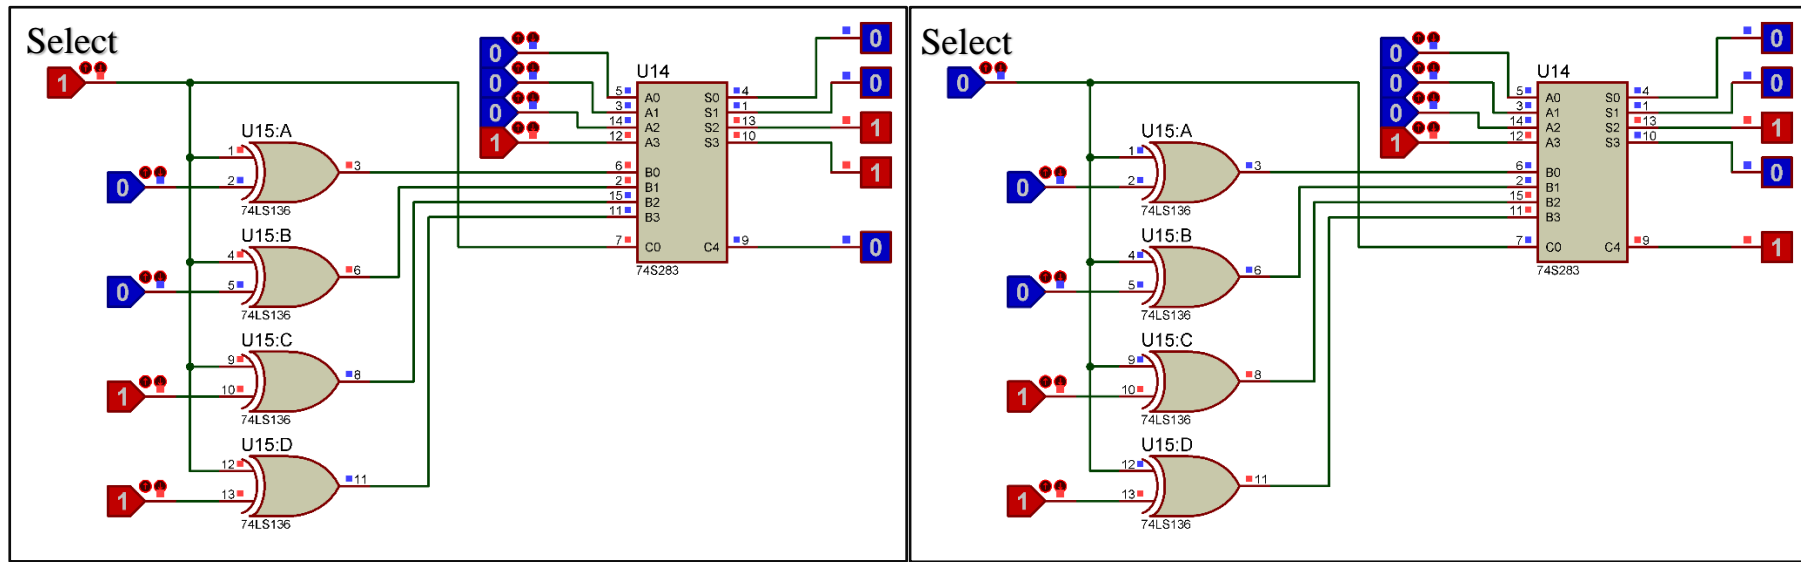 Select
1
0
0
0
1
U14
5 A0 S0 4
3 A1 S1 1
14 A2 S2 13
12 A3 S3 10
6 B0
2 B1
15 B2
11 B3
7 C0 C4 9
74S283
0
0
1
1
0
U15:A
1
2
3
74LS136
0
U15:B
4
5
6
74LS136
0
U15:C
9
10
8
74LS136
1
U15:D
12
13
11
74LS136
1
Select
0
0
0
0
1
U14
5 A0 S0 4
3 A1 S1 1
14 A2 S2 13
12 A3 S3 10
6 B0
2 B1
15 B2
11 B3
7 C0 C4 9
74S283
0
0
1
0
1
U15:A
1
2
3
74LS136
0
U15:B
4
5
6
74LS136
0
U15:C
9
10
8
74LS136
1
U15:D
12
13
11
74LS136
1